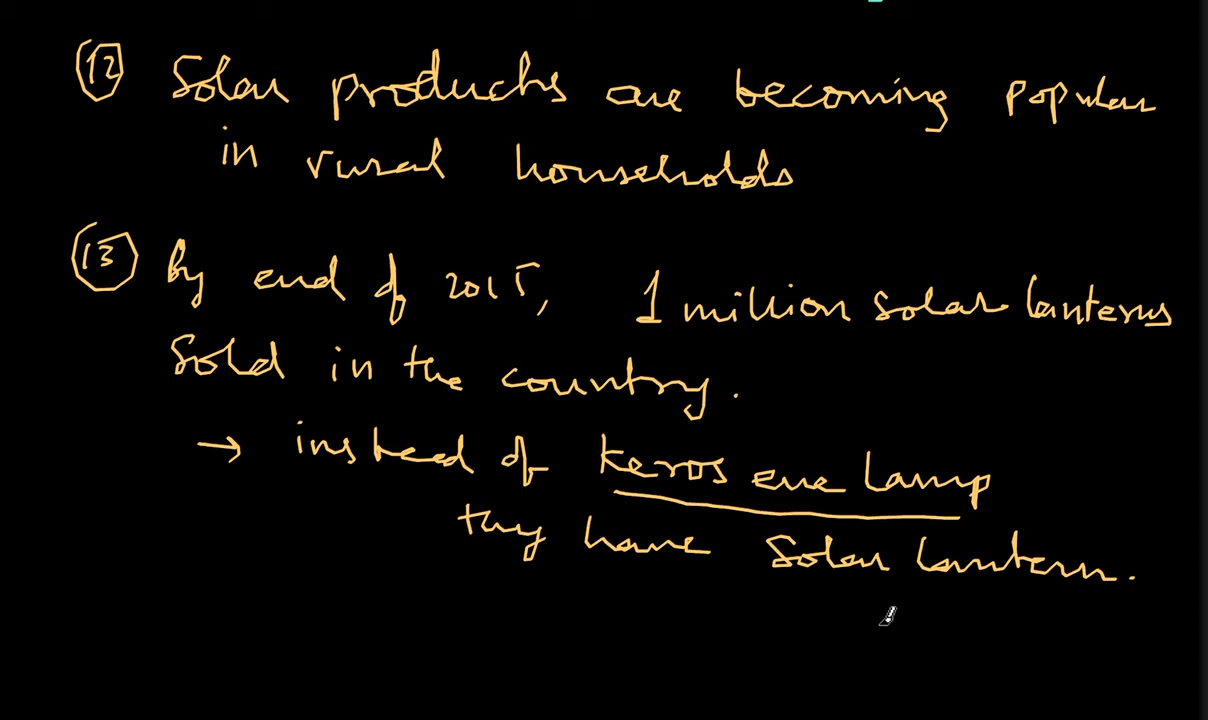 12 Solar products are becoming popular
in rural households
13 By end of 2015, 1 million solar lanterns
sold in the country.
→ instead of kerosene lamp
they have solar lantern.